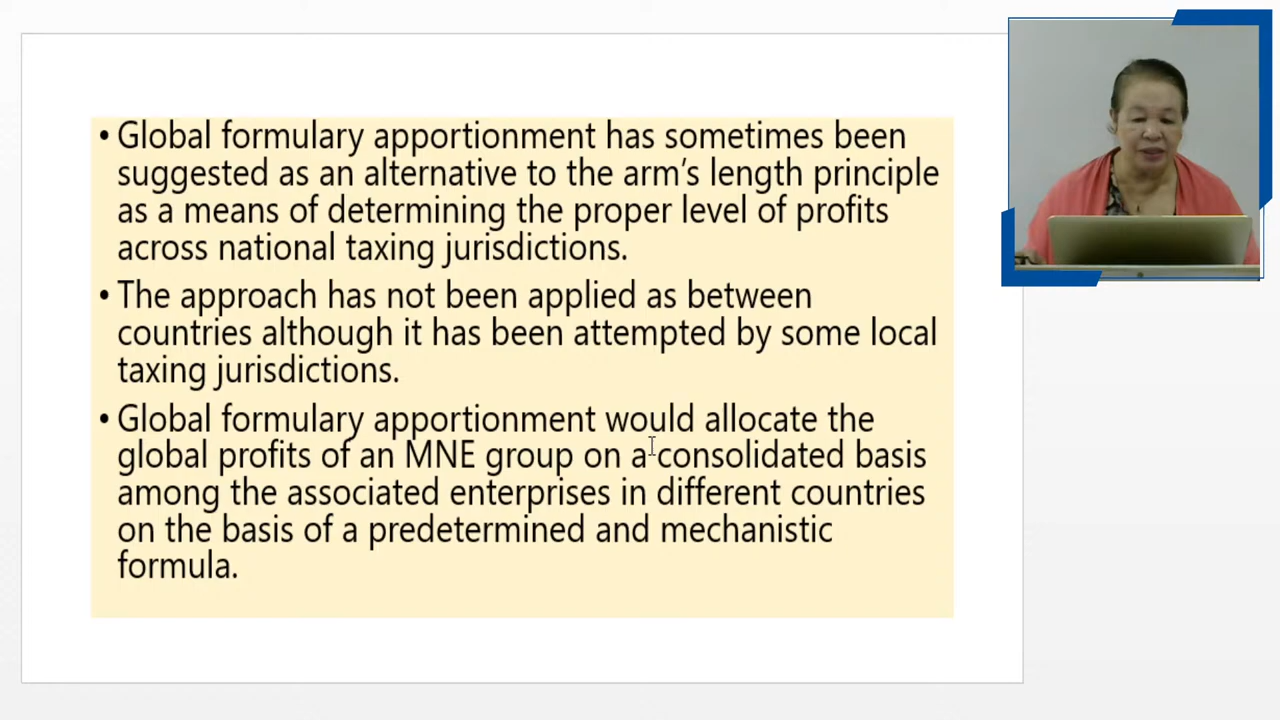 • Global formulary apportionment has sometimes been
suggested as an alternative to the arm's length principle
as a means of determining the proper level of profits
across national taxing jurisdictions.
• The approach has not been applied as between
countries although it has been attempted by some local
taxing jurisdictions.
• Global formulary apportionment would allocate the
global profits of an MNE group on a consolidated basis
among the associated enterprises in different countries
on the basis of a predetermined and mechanistic
formula.